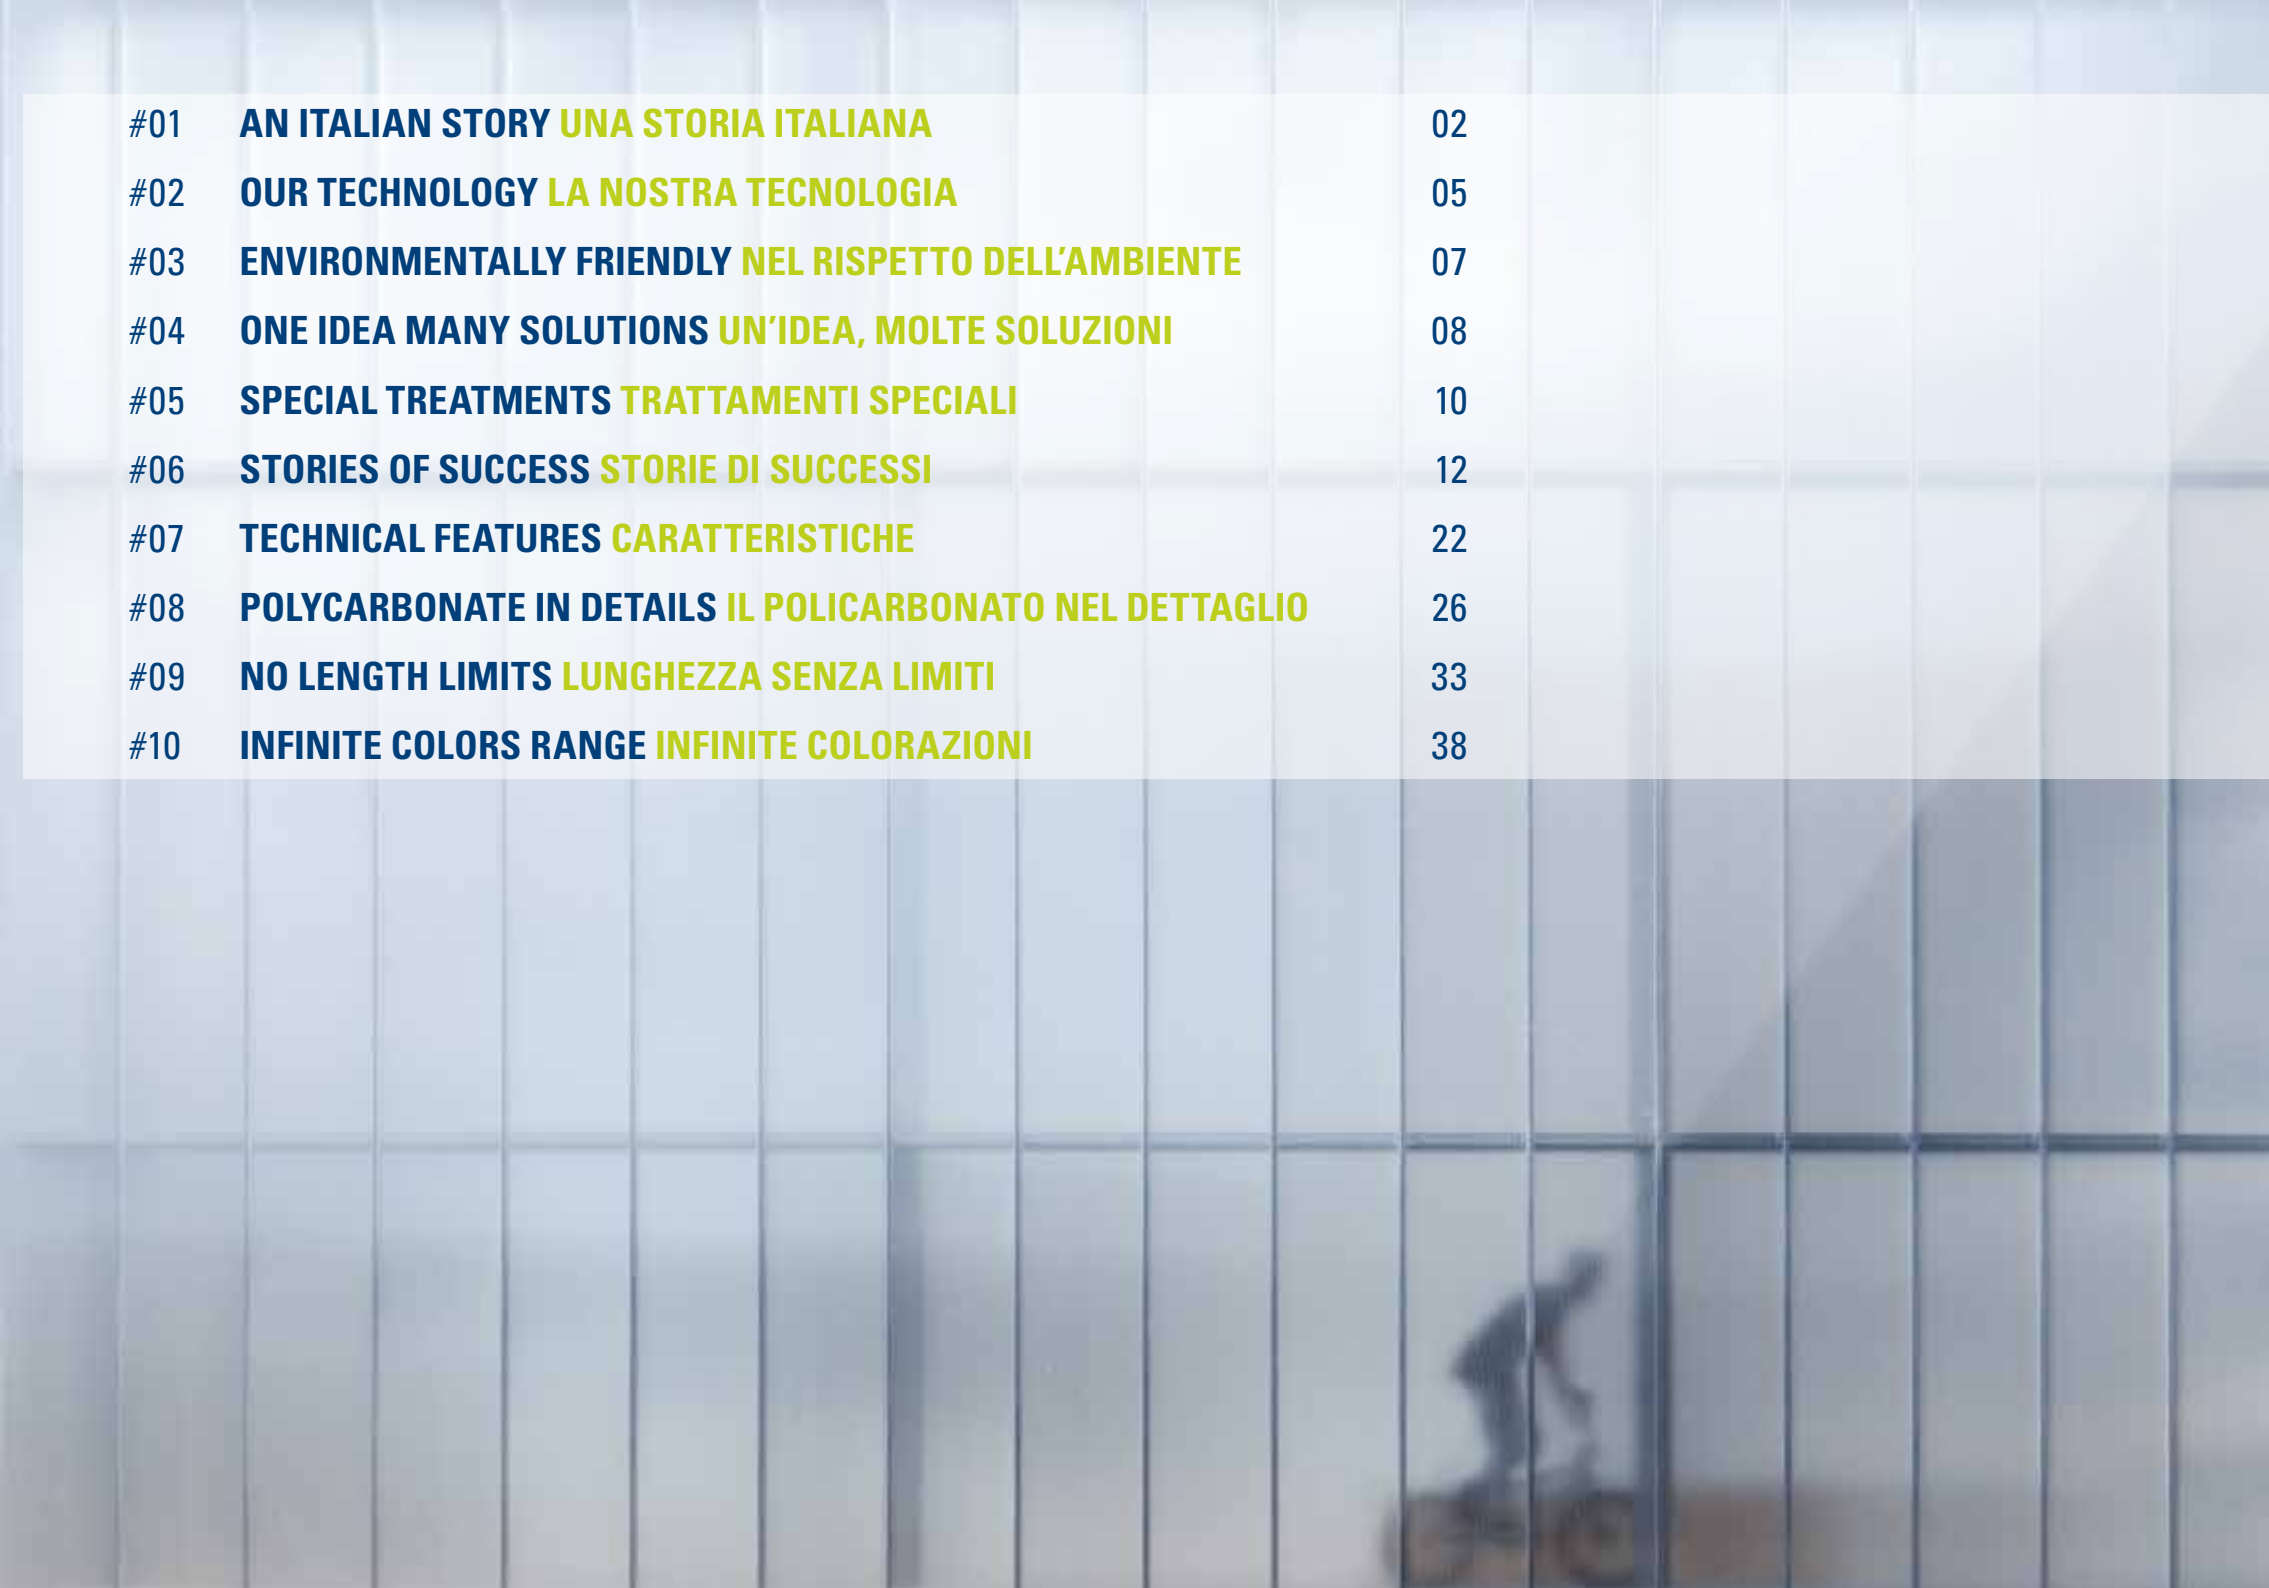 #01 AN ITALIAN STORY UNA STORIA ITALIANA 02
#02 OUR TECHNOLOGY LA NOSTRA TECNOLOGIA 05
#03 ENVIRONMENTALLY FRIENDLY NEL RISPETTO DELL’AMBIENTE 07
#04 ONE IDEA MANY SOLUTIONS UN’IDEA, MOLTE SOLUZIONI 08
#05 SPECIAL TREATMENTS TRATTAMENTI SPECIALI 10
#06 STORIES OF SUCCESS STORIE DI SUCCESSI 12
#07 TECHNICAL FEATURES CARATTERISTICHE 22
#08 POLYCARBONATE IN DETAILS IL POLICARBONATO NEL DETTAGLIO 26
#09 NO LENGTH LIMITS LUNGHEZZA SENZA LIMITI 33
#10 INFINITE COLORS RANGE INFINITE COLORAZIONI 38